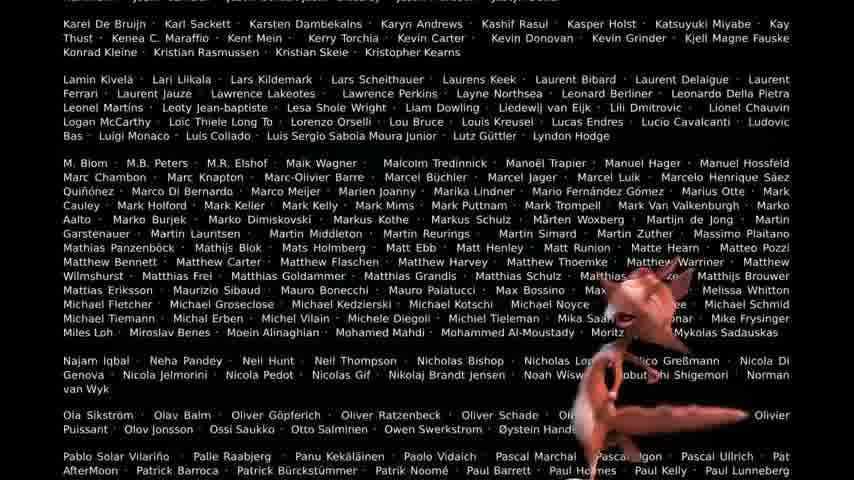 Karel De Bruijn · Karl Sackett · Karsten Dambekalns · Karyn Andrews · Kashif Rasul · Kasper Holst · Katsuyuki Miyabe · Kay
Thust · Kenea C. Maraffio · Kent Mein · Kerry Torchia · Kevin Carter · Kevin Donovan · Kevin Grinder · Kjell Magne Fauske
Konrad Kleine · Kristian Rasmussen · Kristian Skeie · Kristopher Kearns
Lamin Kivelä · Lari Liikala · Lars Kildemark · Lars Scheithauer · Laurens Keek · Laurent Bibard · Laurent Delaigue · Laurent
Ferrari · Laurent Jauze · Lawrence Lakeotes · Lawrence Perkins · Layne Northsea · Leonard Berliner · Leonardo Della Pietra
Leonel Martins · Leoty Jean-baptiste · Lesa Shole Wright · Liam Dowling · Liedewij van Eijk · Lili Dmitrovic · Lionel Chauvin
Logan McCarthy · Loïc Thiele Long To · Lorenzo Orselli · Lou Bruce · Louis Kreusel · Lucas Endres · Lucio Cavalcanti · Ludovic
Bas · Luigi Monaco · Luis Collado · Luis Sergio Saboia Moura Junior · Lutz Güttler · Lyndon Hodge
M. Blom · M.B. Peters · M.R. Elshof · Maik Wagner · Malcolm Tredinnick · Manoël Trapier · Manuel Hager · Manuel Hossfeld
Marc Chambon · Marc Knapton · Marc-Olivier Barre · Marcel Büchler · Marcel Jager · Marcel Luik · Marcelo Henrique Sáez
Quiñónez · Marco Di Bernardo · Marco Meijer · Marien Joanny · Marika Lindner · Mario Fernández Gómez · Marius Otte · Mark
Cauley · Mark Holford · Mark Keller · Mark Kelly · Mark Mims · Mark Puttnam · Mark Trompell · Mark Van Valkenburgh · Marko
Aalto · Marko Burjek · Marko Dimiskovski · Markus Kothe · Markus Schulz · Mårten Woxberg · Martijn de Jong · Martin
Garstenauer · Martin Lauritsen · Martin Middleton · Martin Reurings · Martin Simard · Martin Zuther · Massimo Plaitano
Mathias Panzenböck · Mathijs Blok · Mats Holmberg · Matt Ebb · Matt Henley · Matt Runion · Matte Hearn · Matteo Pozzi
Matthew Bennett · Matthew Carter · Matthew Flaschen · Matthew Harvey · Matthew Thoemke · Matthew Warriner · Matthew
Wilmhurst · Matthias Frei · Matthias Goldammer · Matthias Grandis · Matthias Schulz · Matthias · Matthijs Brouwer
Mattias Eriksson · Maurizio Sibaud · Mauro Bonecchi · Mauro Palatucci · Max Bossino · Melissa Whitton
Michael Fletcher · Michael Groseclose · Michael Kedzierski · Michael Kotschi · Michael Noyce · Michael Schmid
Michael Tiemann · Michal Erben · Michel Vilain · Michele Diegoli · Michiel Tieleman · Mika · Mike Frysinger
Miles Loh · Miroslav Benes · Moein Alinaghian · Mohamed Mahdi · Mohammed Al-Moustady · Moritz · Mykolas Sadauskas
Najam Iqbal · Neha Pandey · Neil Hunt · Neil Thompson · Nicholas Bishop · Nicholas · Nico Greßmann · Nicola Di
Genova · Nicola Jelmorini · Nicola Pedot · Nicolas Gif · Nikolaj Brandt Jensen · Noah · Shigemori · Norman
van Wyk
Ola Sikström · Olav Balm · Oliver Göpferich · Oliver Ratzenbeck · Oliver Schade · Olivier
Puissant · Olov Jonsson · Ossi Saukko · Otto Salminen · Owen Swerkstrom · Øystein
Pablo Solar Vilariño · Palle Raabjerg · Panu Kekäläinen · Paolo Vidaich · Pascal Marchal · Pascal Ullrich · Pat
AfterMoon · Patrick Barroca · Patrick Bürckstümmer · Patrik Noomé · Paul Barrett · Paul Holmes · Paul Kelly · Paul Lunneberg